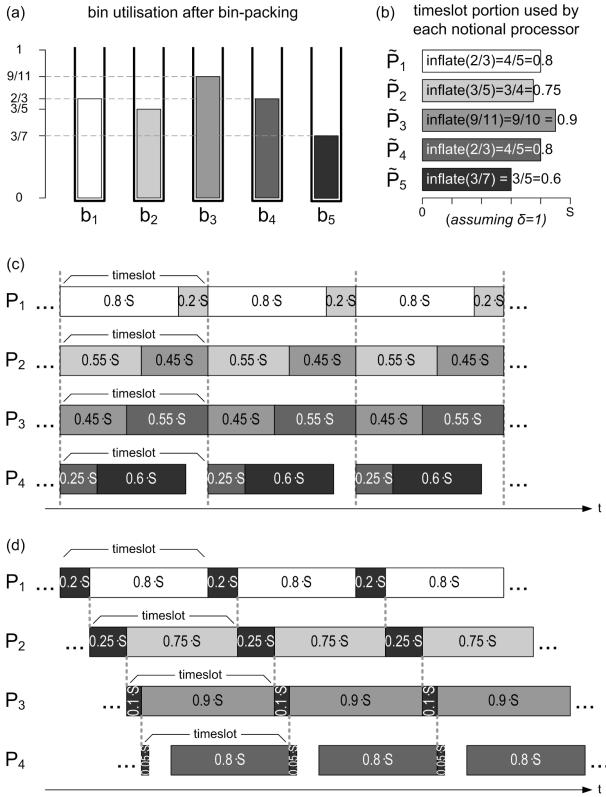 (a) bin utilisation after bin-packing
1
9/11
2/3
3/5
3/7
0
b1 b2 b3 b4 b5
(b) timeslot portion used by
each notional processor
P̃1 inflate(2/3)=4/5=0.8
P̃2 inflate(3/5)=3/4=0.75
P̃3 inflate(9/11)=9/10 = 0.9
P̃4 inflate(2/3)=4/5=0.8
P̃5 inflate(3/7) = 3/5=0.6
0 S
(assuming δ=1)
(c)
timeslot
P1 ... 0.8·S 0.2·S 0.8·S 0.2·S 0.8·S 0.2·S ...
timeslot
P2 ... 0.55·S 0.45·S 0.55·S 0.45·S 0.55·S 0.45·S ...
timeslot
P3 ... 0.45·S 0.55·S 0.45·S 0.55·S 0.45·S 0.55·S ...
timeslot
P4 ... 0.25·S 0.6·S 0.25·S 0.6·S 0.25·S 0.6·S ...
t
(d)
timeslot
P1 ... 0.2·S 0.8·S 0.2·S 0.8·S 0.2·S 0.8·S ...
timeslot
P2 ... 0.25·S 0.75·S 0.25·S 0.75·S 0.25·S 0.75·S ...
timeslot
P3 ... 0.1·S 0.9·S 0.1·S 0.9·S 0.1·S 0.9·S ...
timeslot
P4 ... 0.05·S 0.8·S 0.05·S 0.8·S 0.05·S 0.8·S ...
t